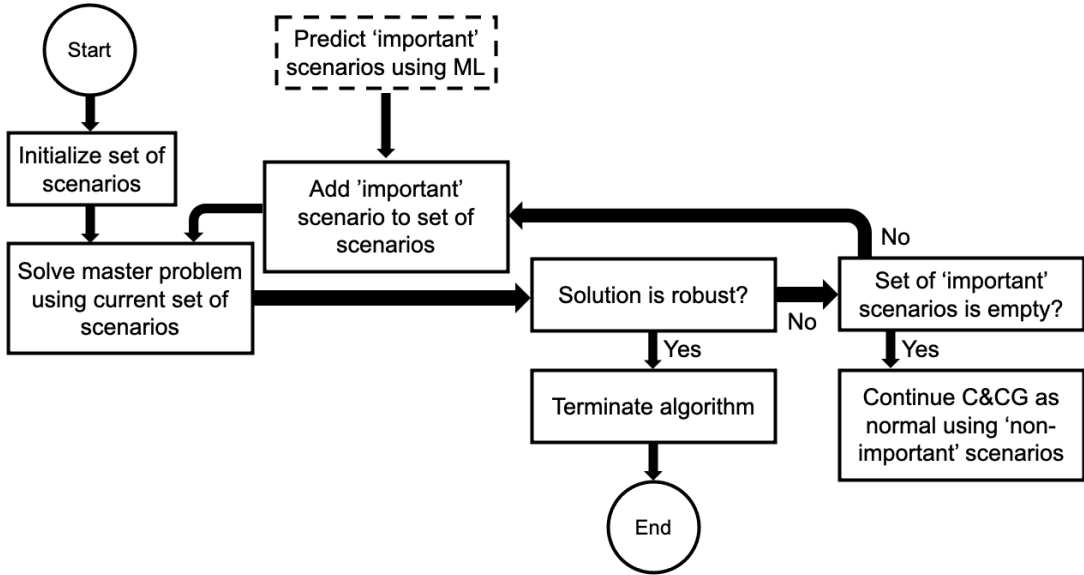 Start
Predict ‘important’
scenarios using ML
Initialize set of
scenarios
Add ’important’
scenario to set of
scenarios
Solve master problem
using current set of
scenarios
Solution is robust?
No
Set of ‘important’
scenarios is empty?
No
Yes
Yes
Terminate algorithm
Continue C&CG as
normal using ‘non-
important’ scenarios
End